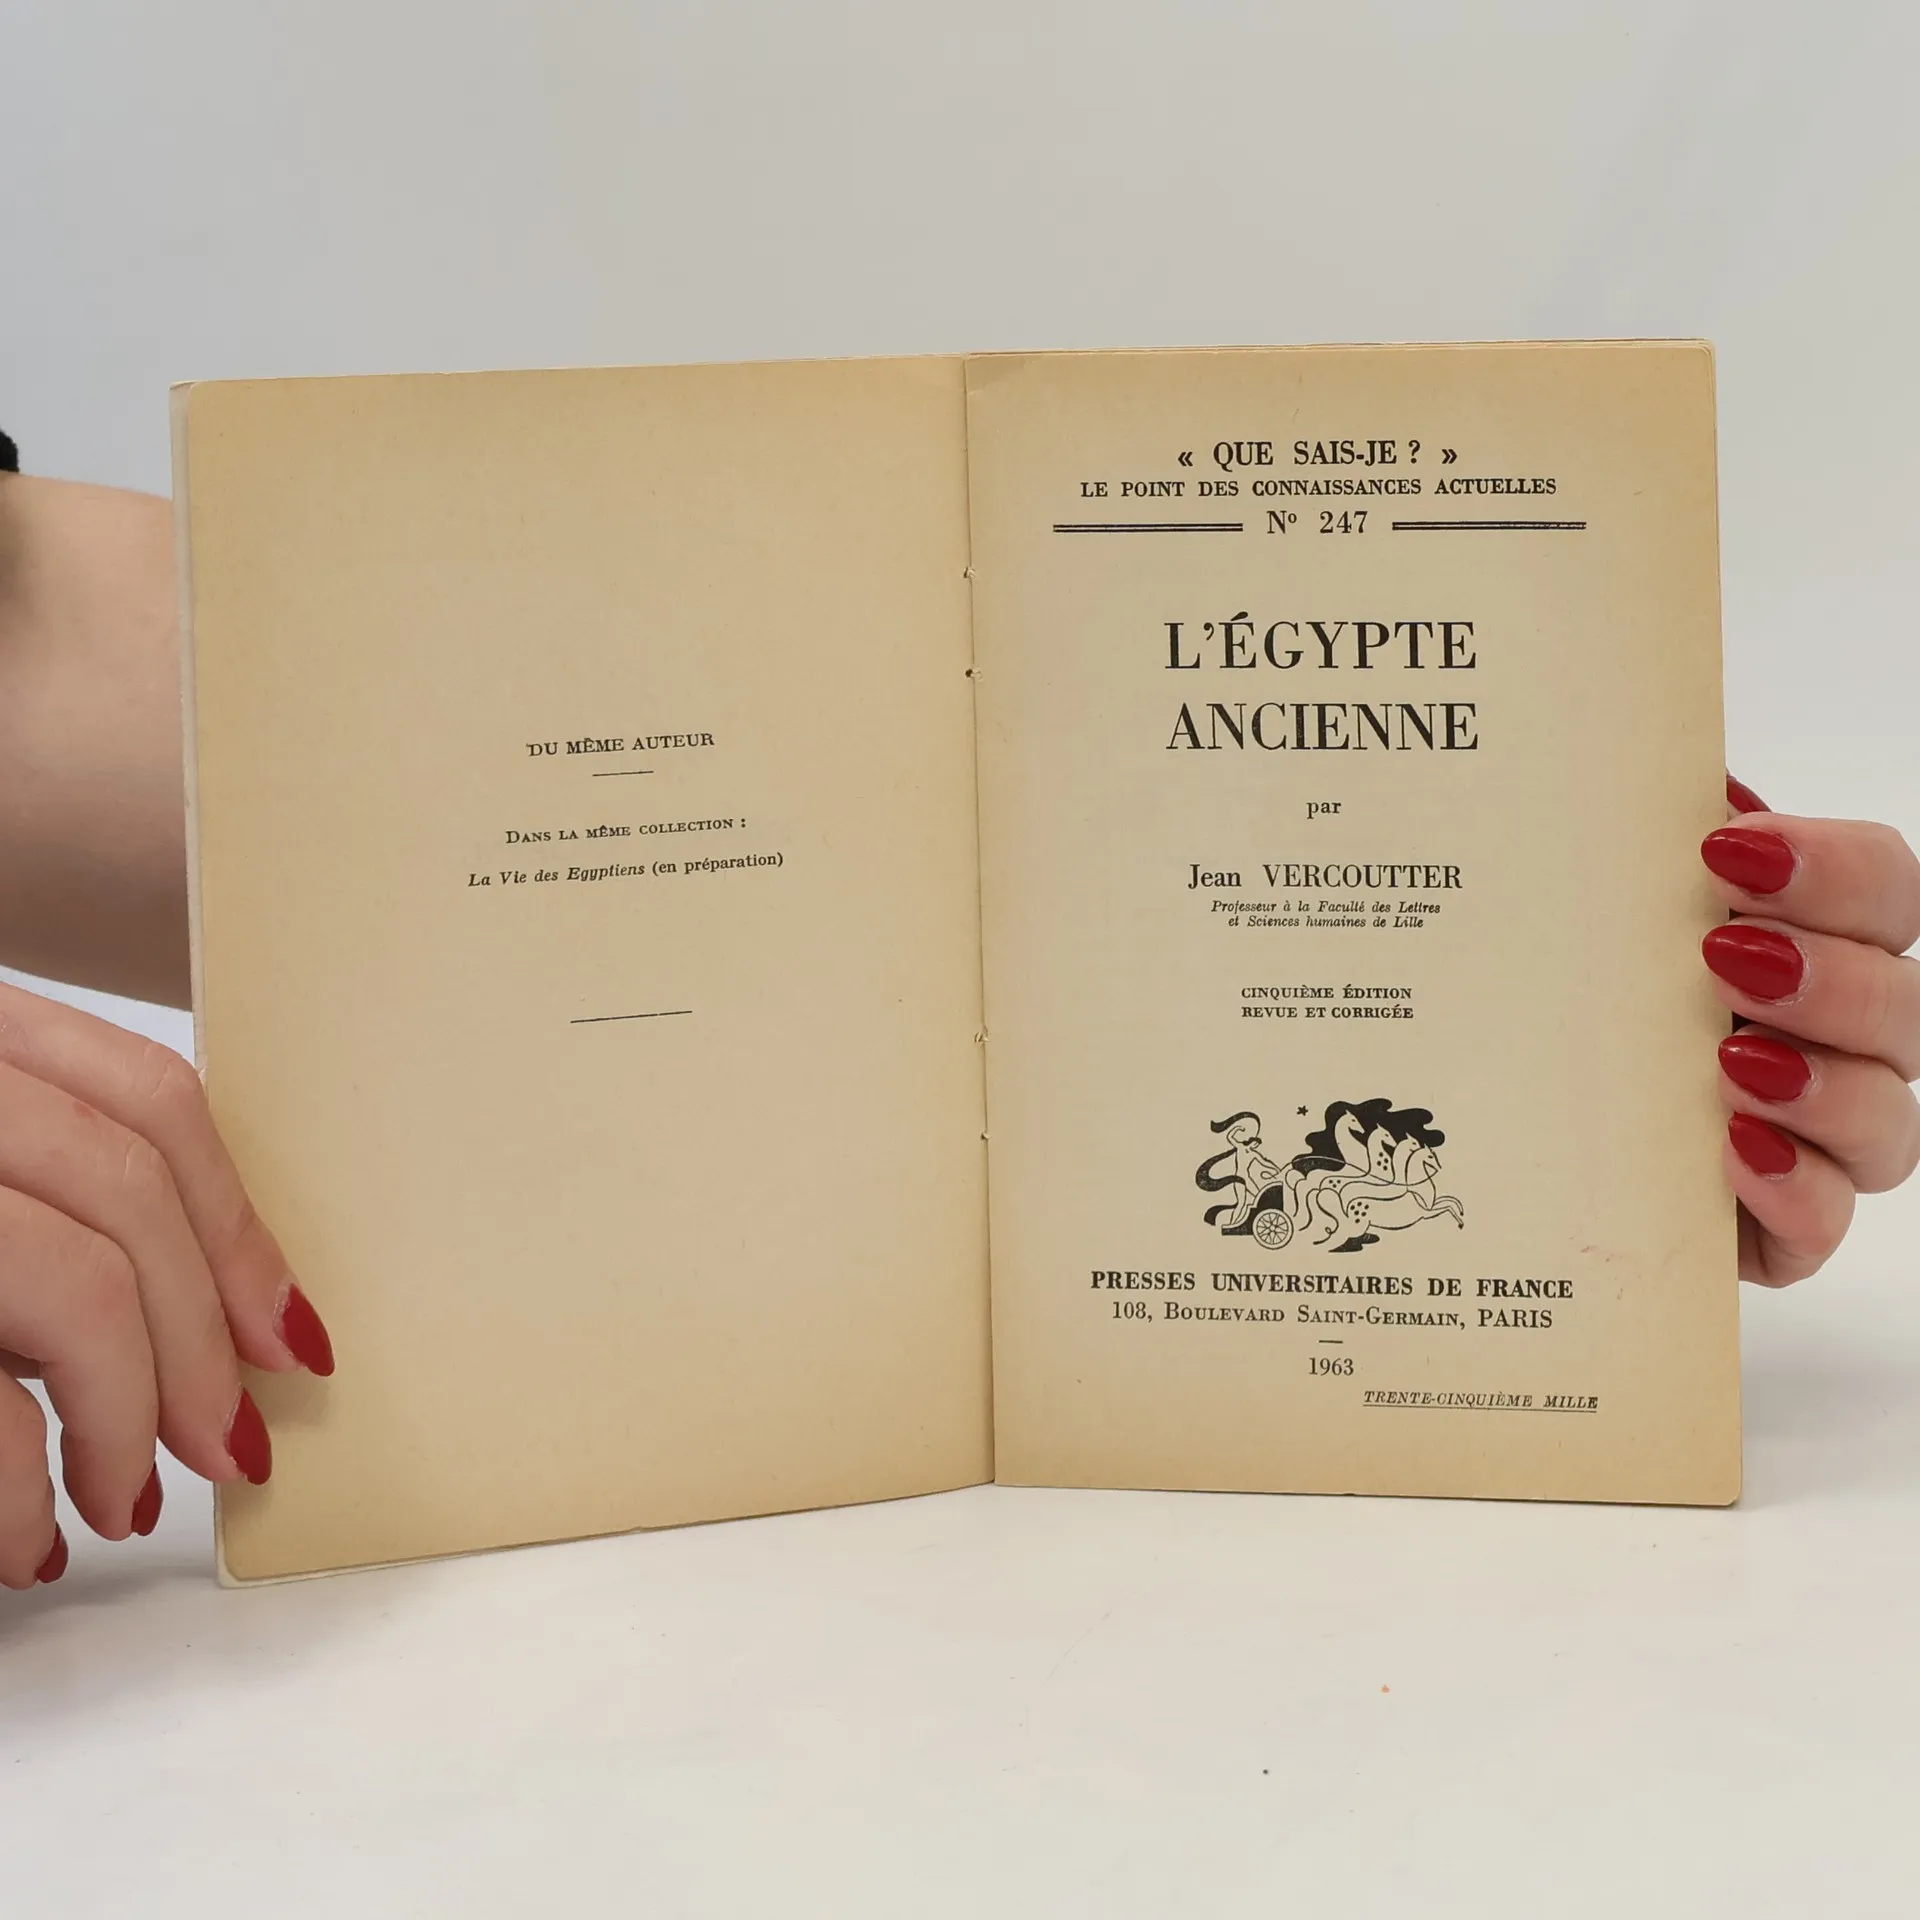 DU MÊME AUTEUR
DANS LA MÊME COLLECTION :
La Vie des Egyptiens (en préparation)
« QUE SAIS-JE ? »
LE POINT DES CONNAISSANCES ACTUELLES
Nº 247
L'ÉGYPTE
ANCIENNE
par
Jean VERCOUTTER
Professeur à la Faculté des Lettres
et Sciences humaines de Lille
CINQUIÈME ÉDITION
REVUE ET CORRIGÉE
PRESSES UNIVERSITAIRES DE FRANCE
108, BOULEVARD SAINT-GERMAIN, PARIS
1963
TRENTE-CINQUIÈME MILLE